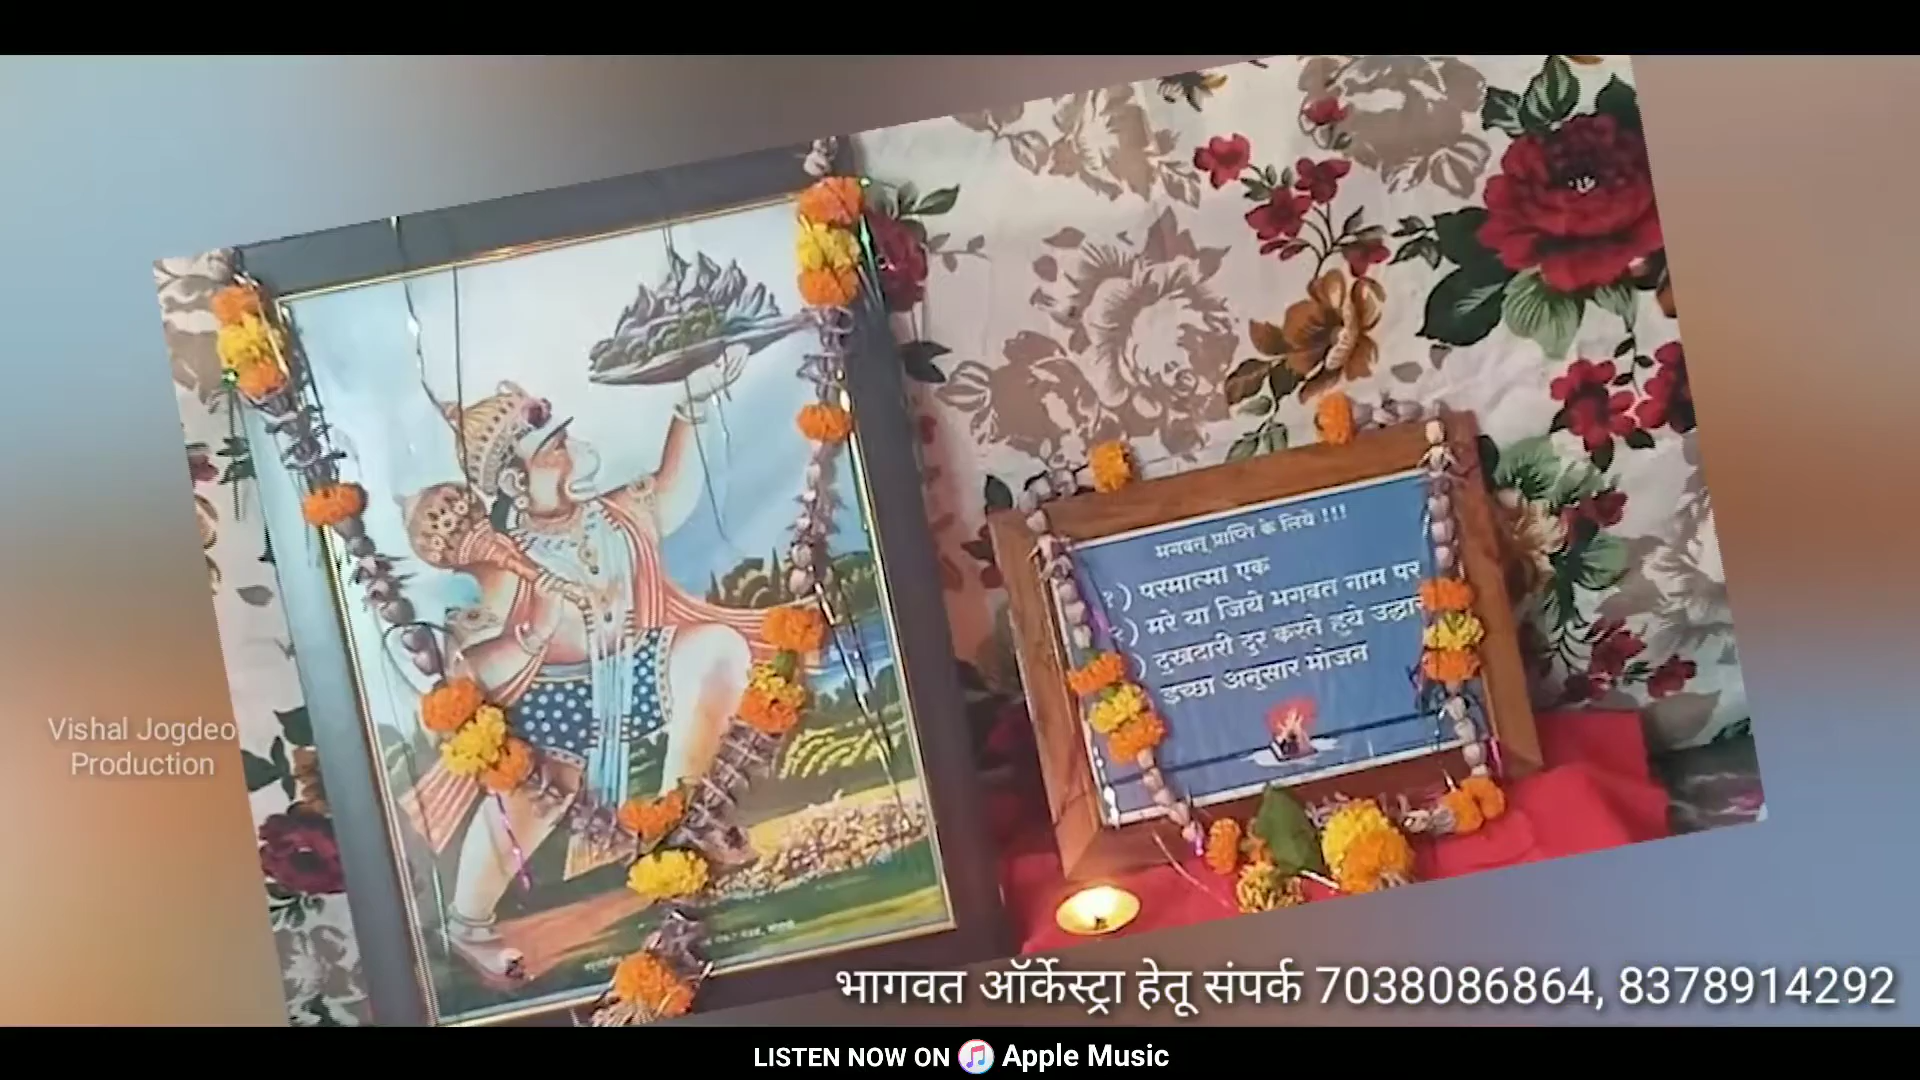 भगवत् प्राप्ति के लिये !!!
१) परमात्मा एक
) मरे या जिये भगवत नाम पर
) दुखदारी दुर करते हुये उद्धार
इच्छा अनुसार भोजन
Vishal Jogdeo
Production
भागवत ऑर्केस्ट्रा हेतू संपर्क 7038086864, 8378914292
LISTEN NOW ON Apple Music